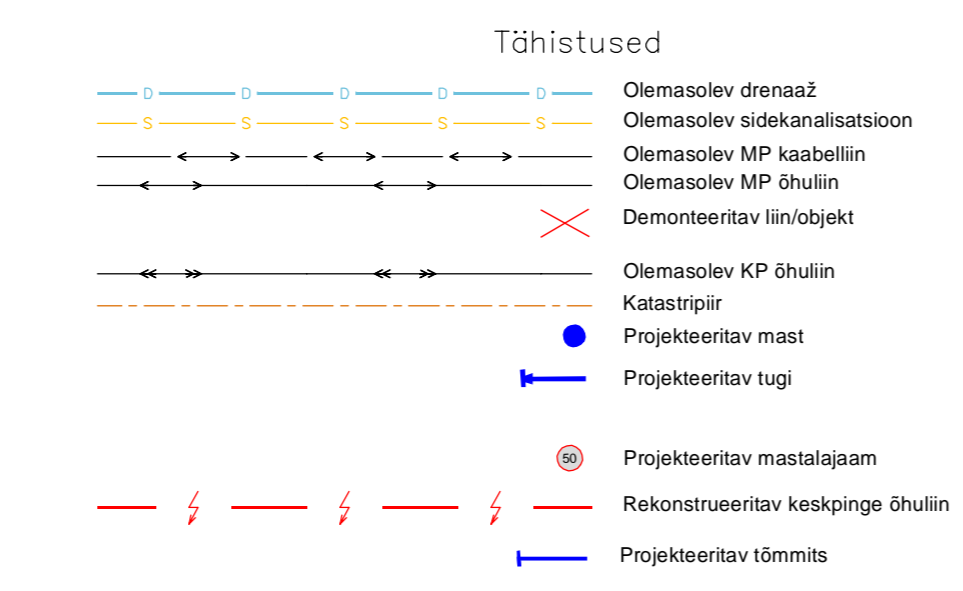 Tähistused
D D D D D Olemasolev drenaaž
S S S S S Olemasolev sidekanalisatsioon
Olemasolev MP kaabelliin
Olemasolev MP õhuliin
Demonteeritav liin/objekt
Olemasolev KP õhuliin
Katastripiir
Projekteeritav mast
Projekteeritav tugi
50 Projekteeritav mastalajaam
Rekonstrueeritav keskpinge õhuliin
Projekteeritav tõmmits